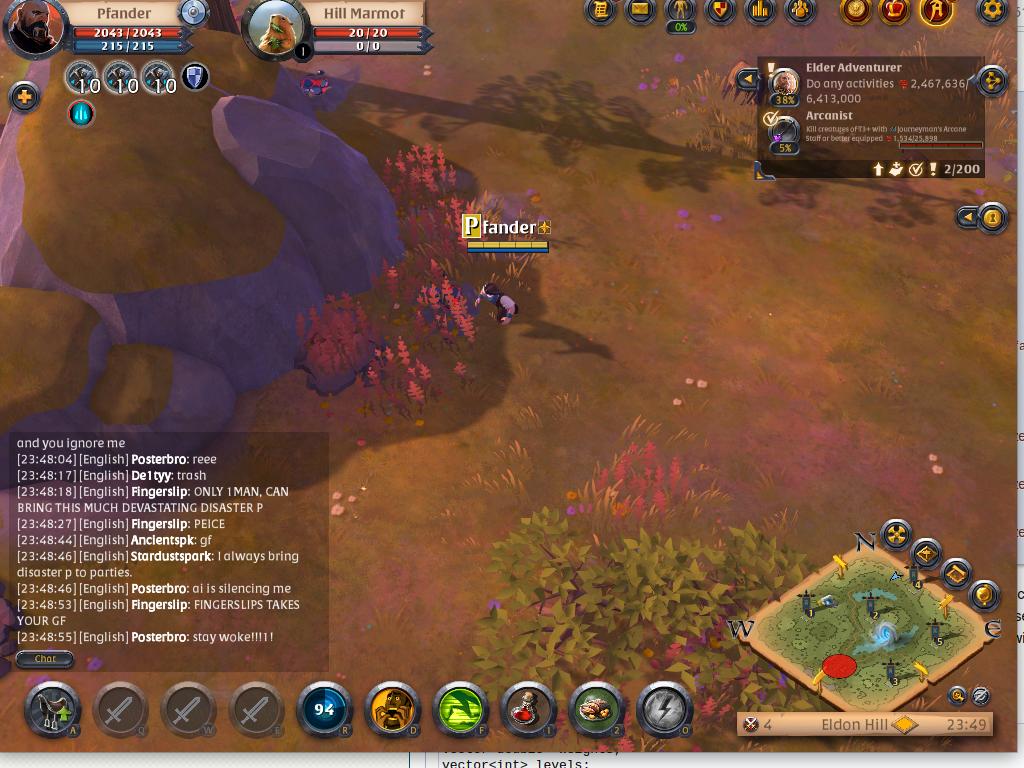 Pfander
2043 / 2043
215 / 215
Hill Marmot
20 / 20
0 / 0
1
0%
10
10
10
Elder Adventurer
Do any activities 2,467,636/
6,413,000
38%
Arcanist
Kill creatures of T3+ with Journeyman's Arcane
Staff or better equipped 1,534/25,898
5%
2/200
1
Pfander
and you ignore me
[23:48:04] [English] Posterbro: reee
[23:48:17] [English] De1tyy: trash
[23:48:18] [English] Fingerslip: ONLY 1 MAN, CAN
BRING THIS MUCH DEVASTATING DISASTER P
[23:48:27] [English] Fingerslip: PEICE
[23:48:44] [English] Ancientspk: gf
[23:48:46] [English] Stardustspark: I always bring
disaster p to parties.
[23:48:46] [English] Posterbro: ai is silencing me
[23:48:53] [English] Fingerslip: FINGERSLIPS TAKES
YOUR GF
[23:48:55] [English] Posterbro: stay woke!!!1!
Chat
A
Q
W
E
94
R
D
F
1
2
O
N
W
E
1
2
3
4
5
4
Eldon Hill
23:49
vector<int> levels;